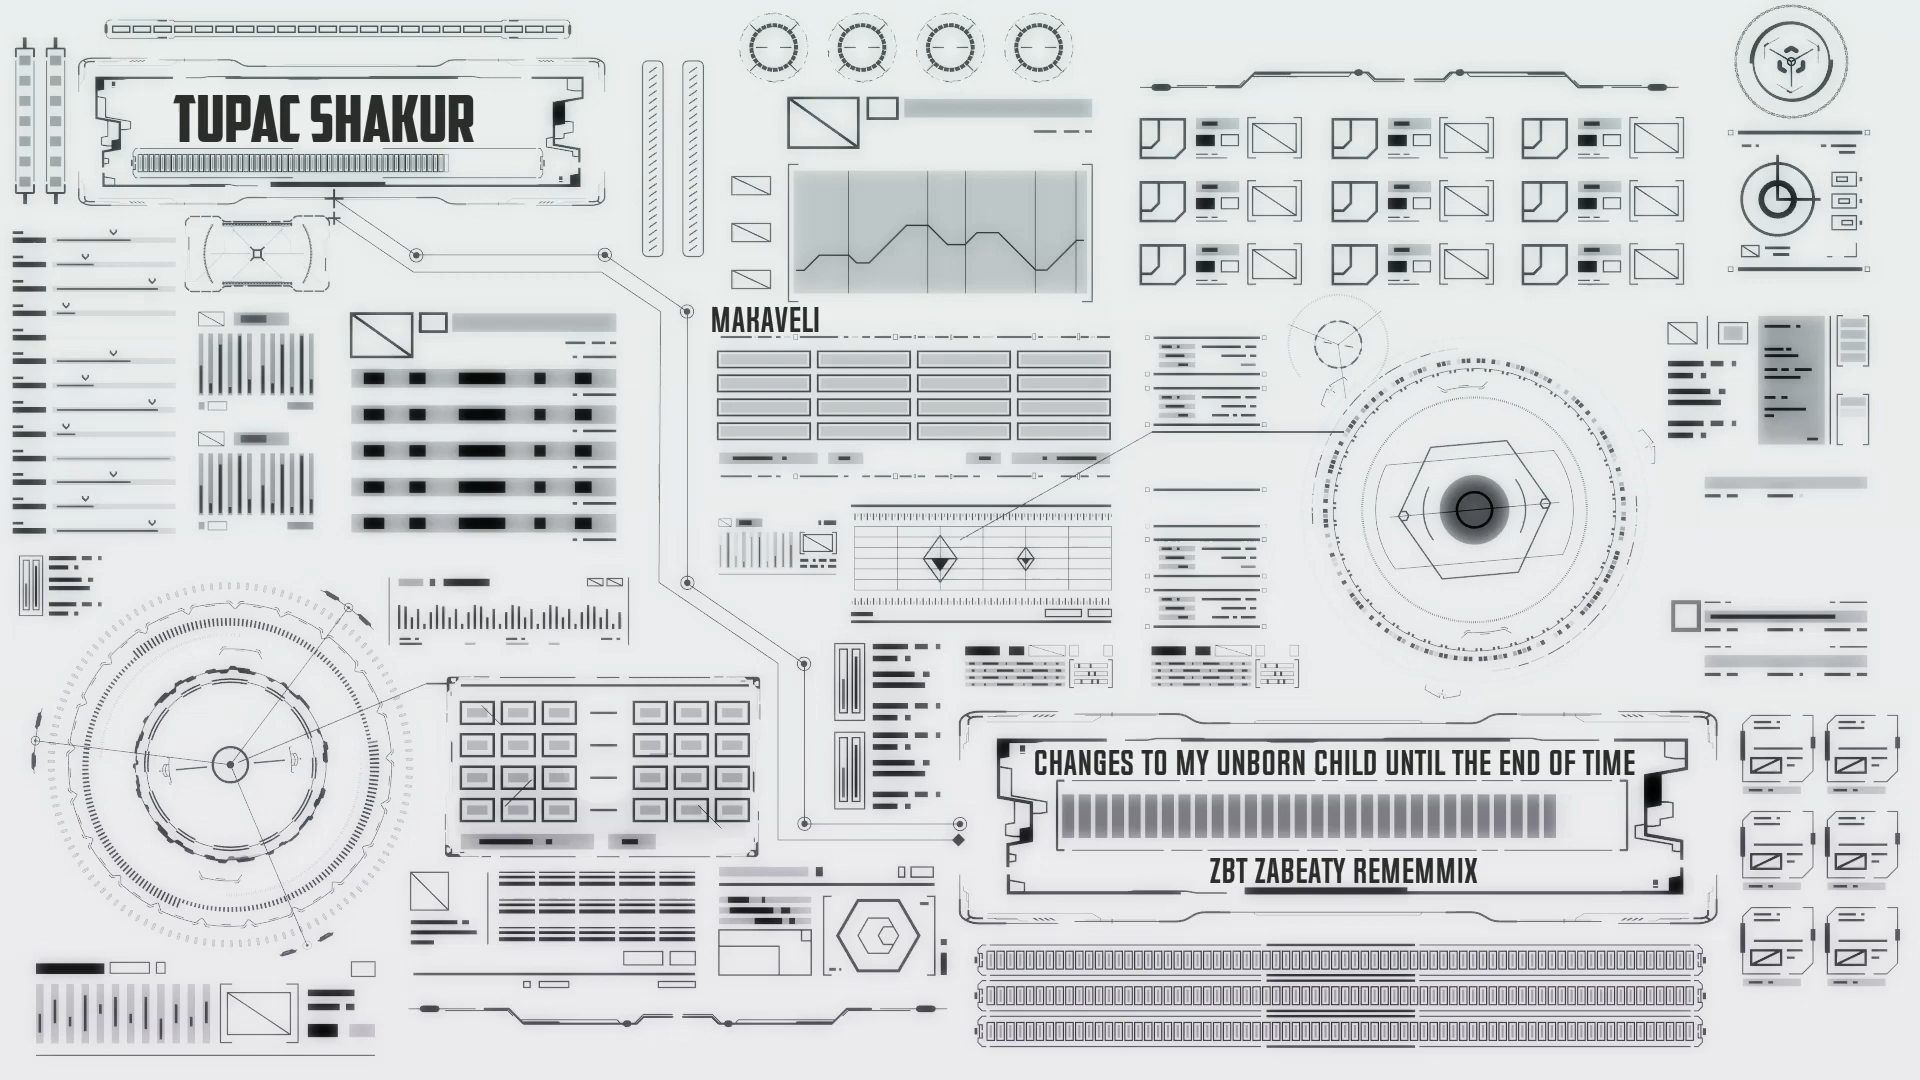 TUPAC SHAKUR
MAKAVELI
CHANGES TO MY UNBORN CHILD UNTIL THE END OF TIME
ZBT ZABEATY REMEMMIX